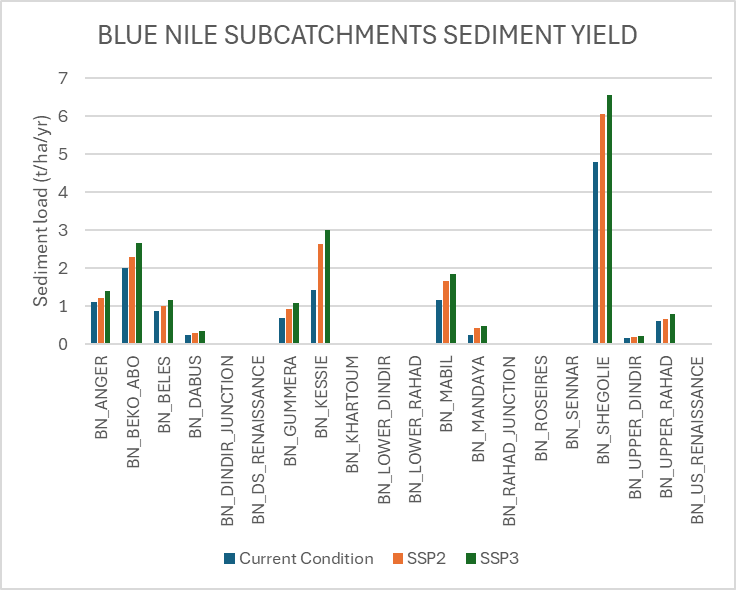 BLUE NILE SUBCATCHMENTS SEDIMENT YIELD
Sediment load (t/ha/yr)
7
6
5
4
3
2
1
0
BN_ANGER
BN_BEKO_ABO
BN_BELES
BN_DABUS
BN_DINDIR_JUNCTION
BN_DS_RENAISSANCE
BN_GUMMERA
BN_KESSIE
BN_KHARTOUM
BN_LOWER_DINDIR
BN_LOWER_RAHAD
BN_MABIL
BN_MANDAYA
BN_RAHAD_JUNCTION
BN_ROSEIRES
BN_SENNAR
BN_SHEGOLIE
BN_UPPER_DINDIR
BN_UPPER_RAHAD
BN_US_RENAISSANCE
Current Condition SSP2 SSP3